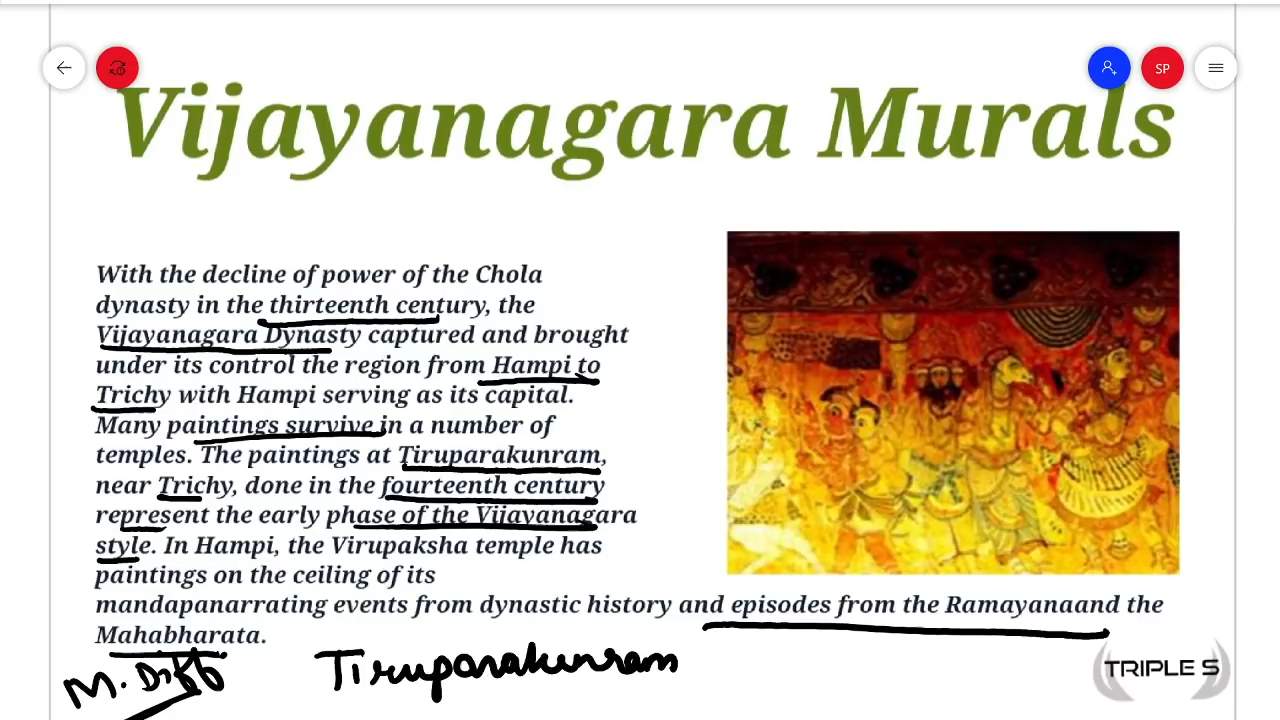 SP
Vijayanagara Murals
With the decline of power of the Chola
dynasty in the thirteenth century, the
Vijayanagara Dynasty captured and brought
under its control the region from Hampi to
Trichy with Hampi serving as its capital.
Many paintings survive in a number of
temples. The paintings at Tiruparakunram,
near Trichy, done in the fourteenth century
represent the early phase of the Vijayanagara
style. In Hampi, the Virupaksha temple has
paintings on the ceiling of its
mandapanarrating events from dynastic history and episodes from the Ramayanaand the
Mahabharata.
M. Diff
Tiruparakunram
TRIPLE S